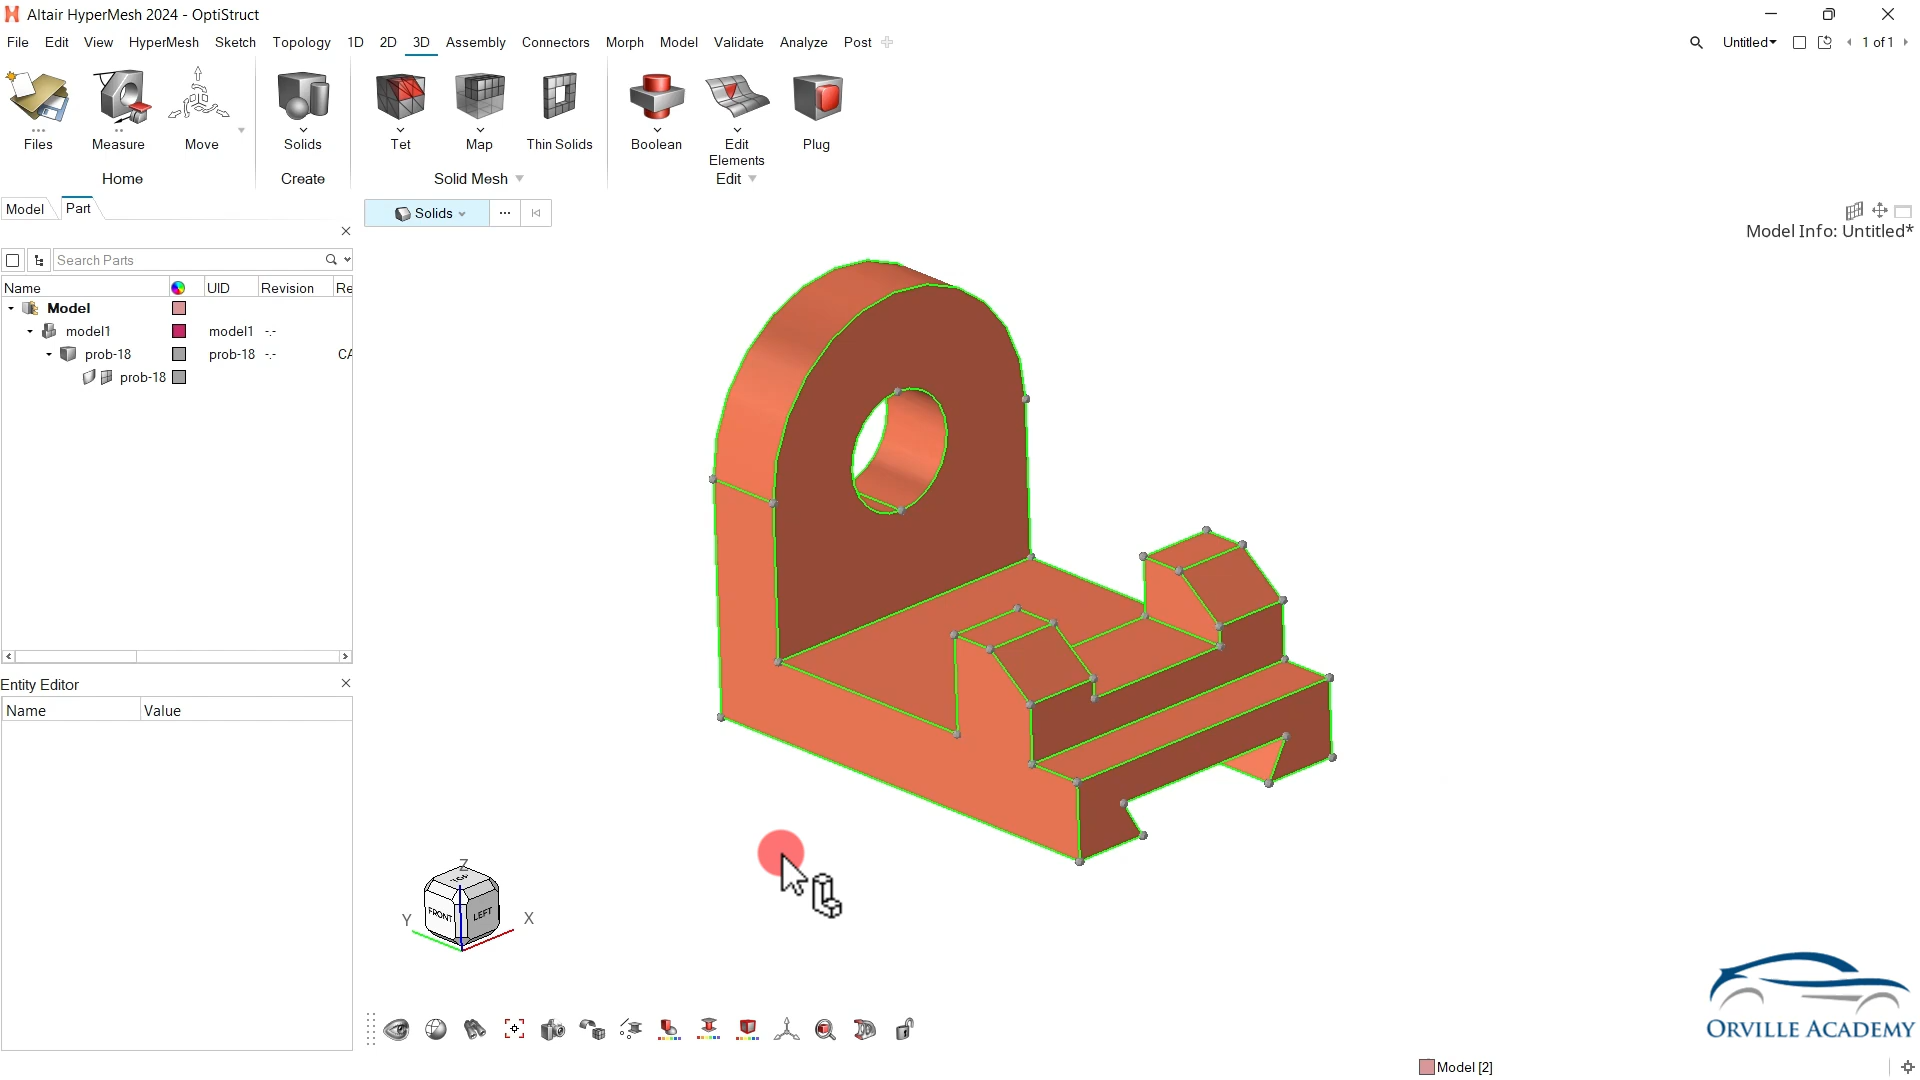 Altair HyperMesh 2024 - OptiStruct
File Edit View HyperMesh Sketch Topology 1D 2D 3D Assembly Connectors Morph Model Validate Analyze Post
Untitled
1 of 1
Files Measure Move Solids Tet Map Thin Solids Boolean Edit Elements Plug
Home Create Solid Mesh Edit
Model Part
Solids
Model Info: Untitled*
Search Parts
Name UID Revision Re
Model
model1 model1 -.-
prob-18 prob-18 -.- CA
prob-18
Entity Editor
Name Value
Z
TOP
FRONT LEFT
Y X
ORVILLE ACADEMY
Model [2]